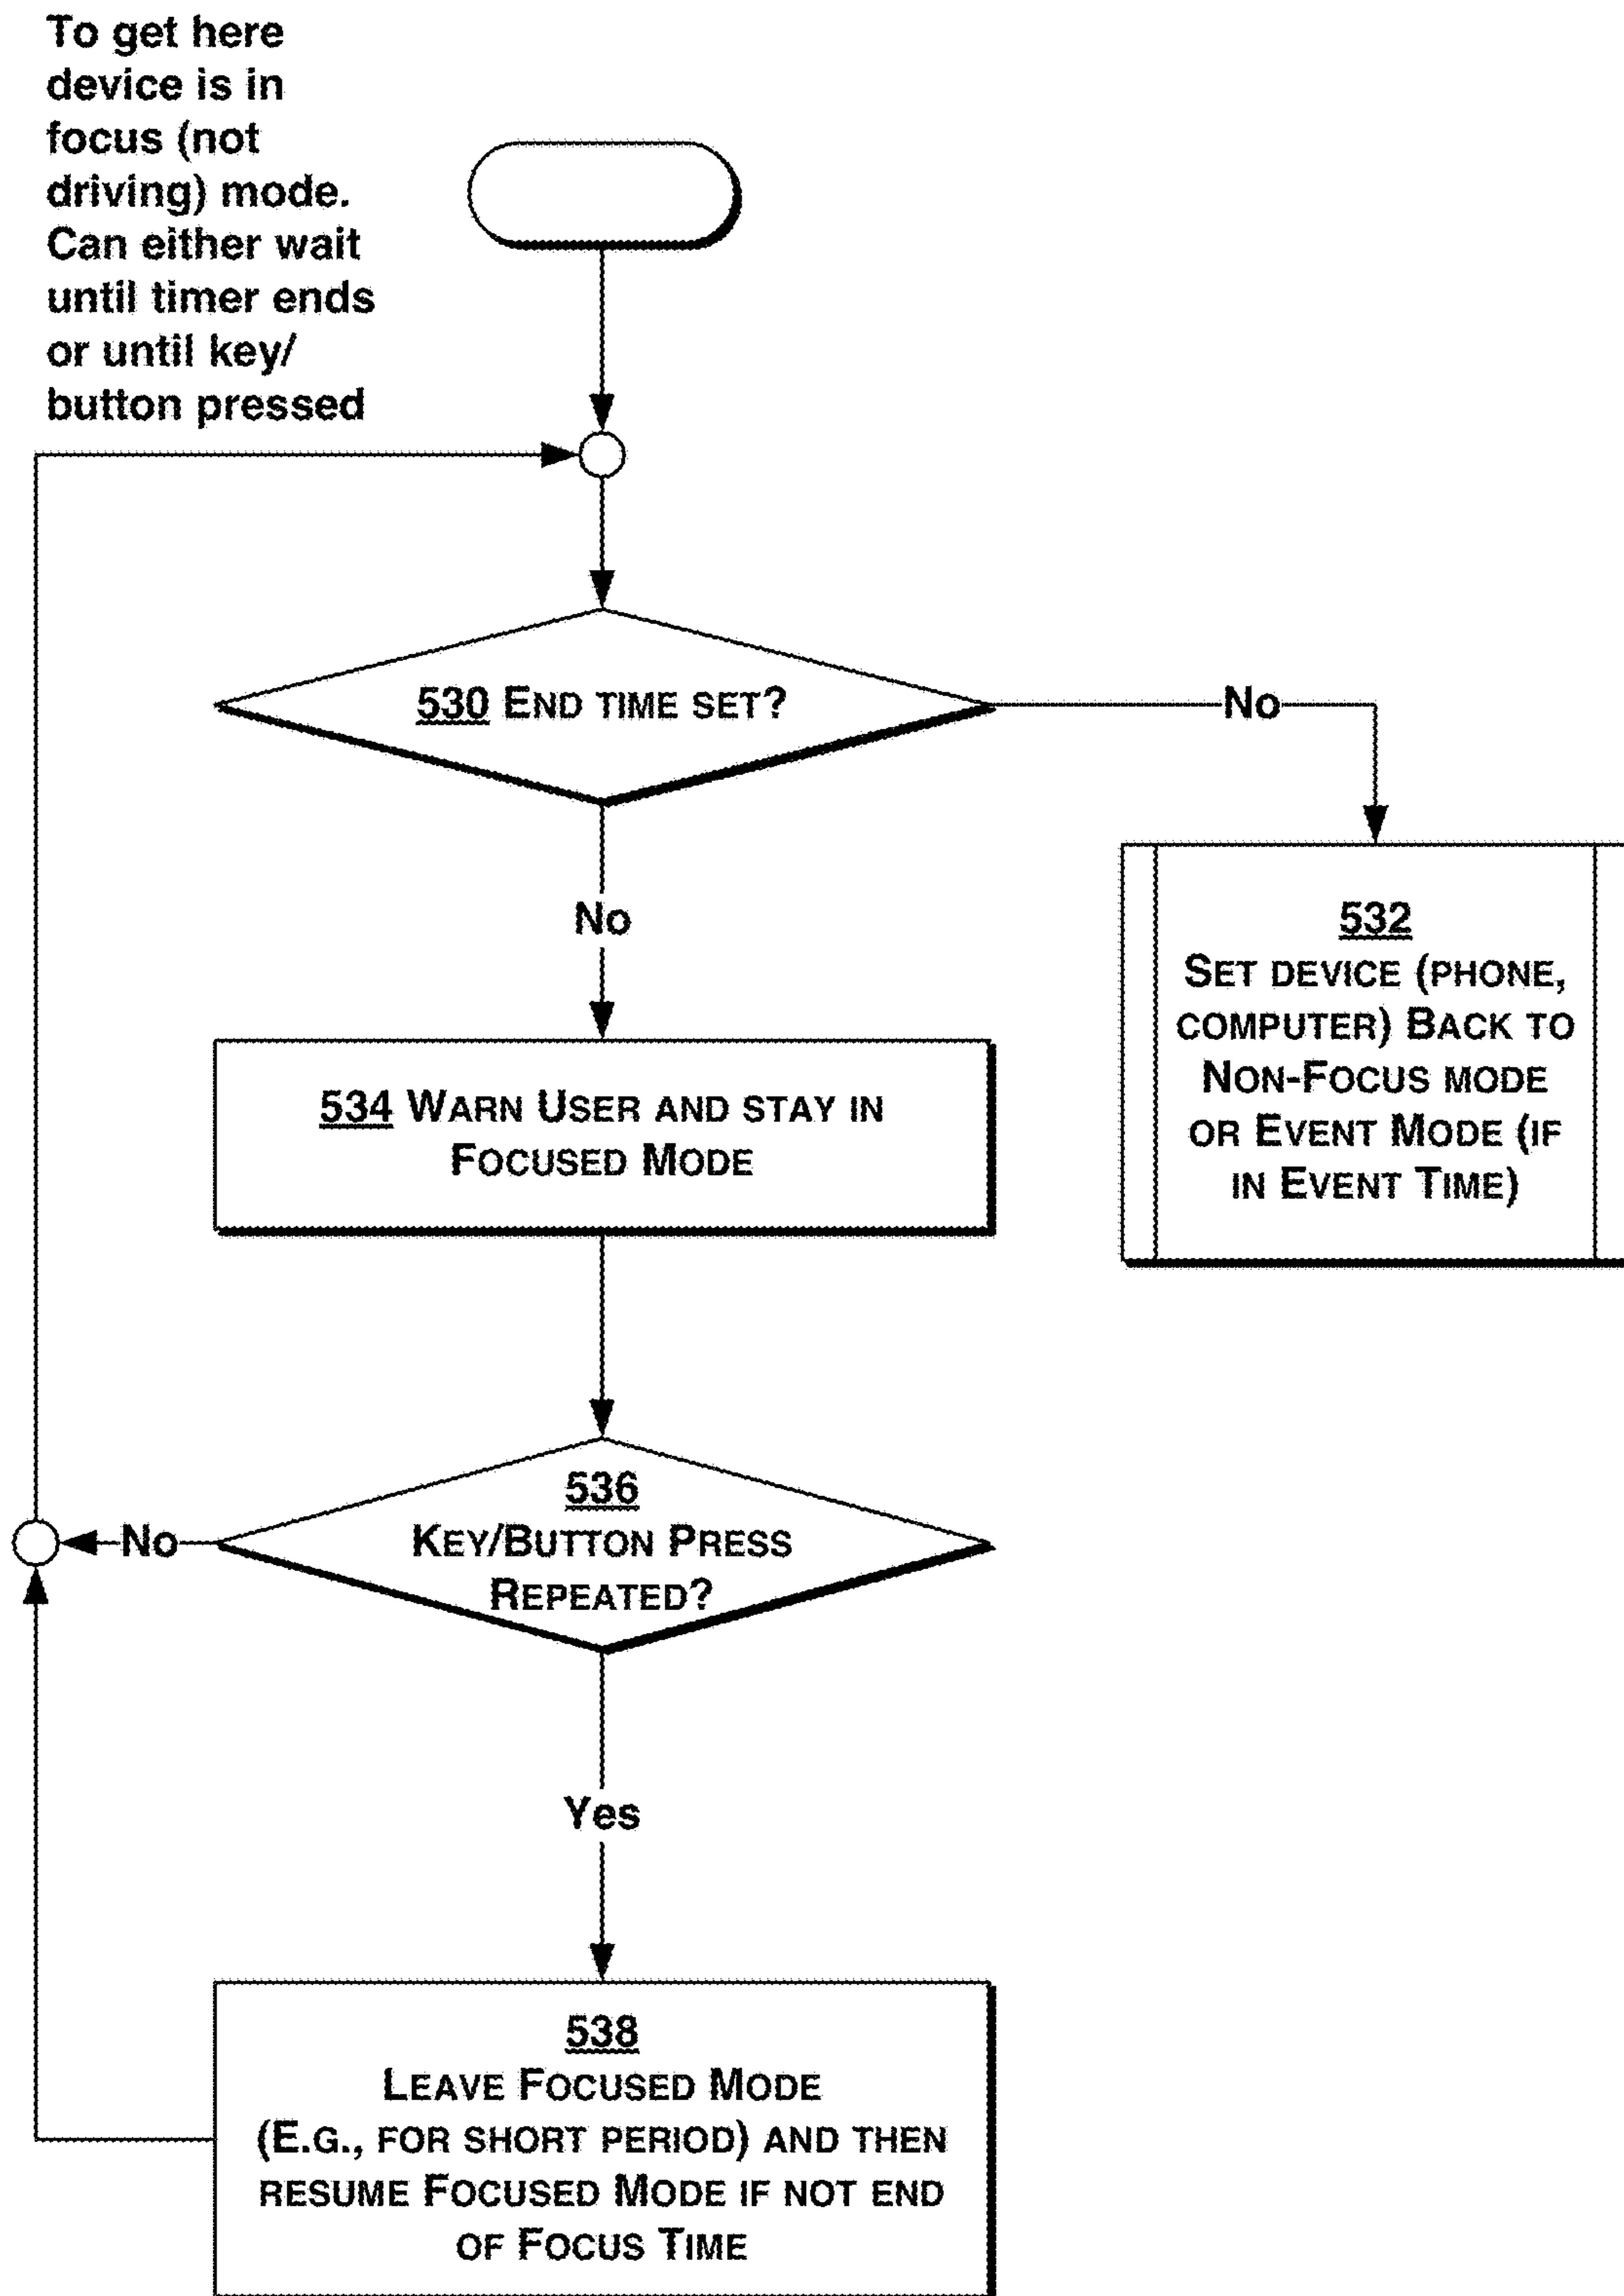 To get here
device is in
focus (not
driving) mode.
Can either wait
until timer ends
or until key/
button pressed
530 END TIME SET?
No
No
532
SET DEVICE (PHONE,
COMPUTER) BACK TO
NON-FOCUS MODE
OR EVENT MODE (IF
IN EVENT TIME)
534 WARN USER AND STAY IN
FOCUSED MODE
536
KEY/BUTTON PRESS
REPEATED?
No
Yes
538
LEAVE FOCUSED MODE
(E.G., FOR SHORT PERIOD) AND THEN
RESUME FOCUSED MODE IF NOT END
OF FOCUS TIME